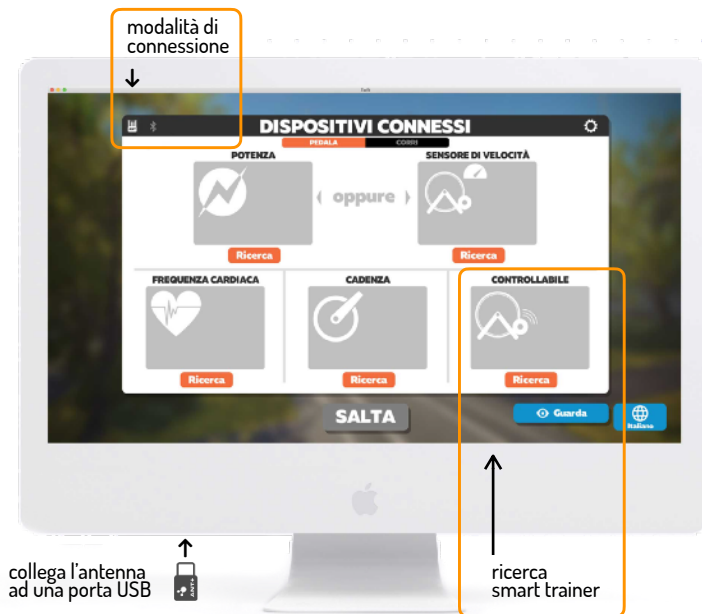 modalità di
connessione
DISPOSITIVI CONNESSI
PEDALA
CORRI
POTENZA
SENSORE DI VELOCITÀ
oppure
Ricerca
Ricerca
FREQUENZA CARDIACA
CADENZA
CONTROLLABILE
Ricerca
Ricerca
Ricerca
SALTA
Guarda
Italiano
collega l'antenna
ad una porta USB
ANT+
ricerca
smart trainer